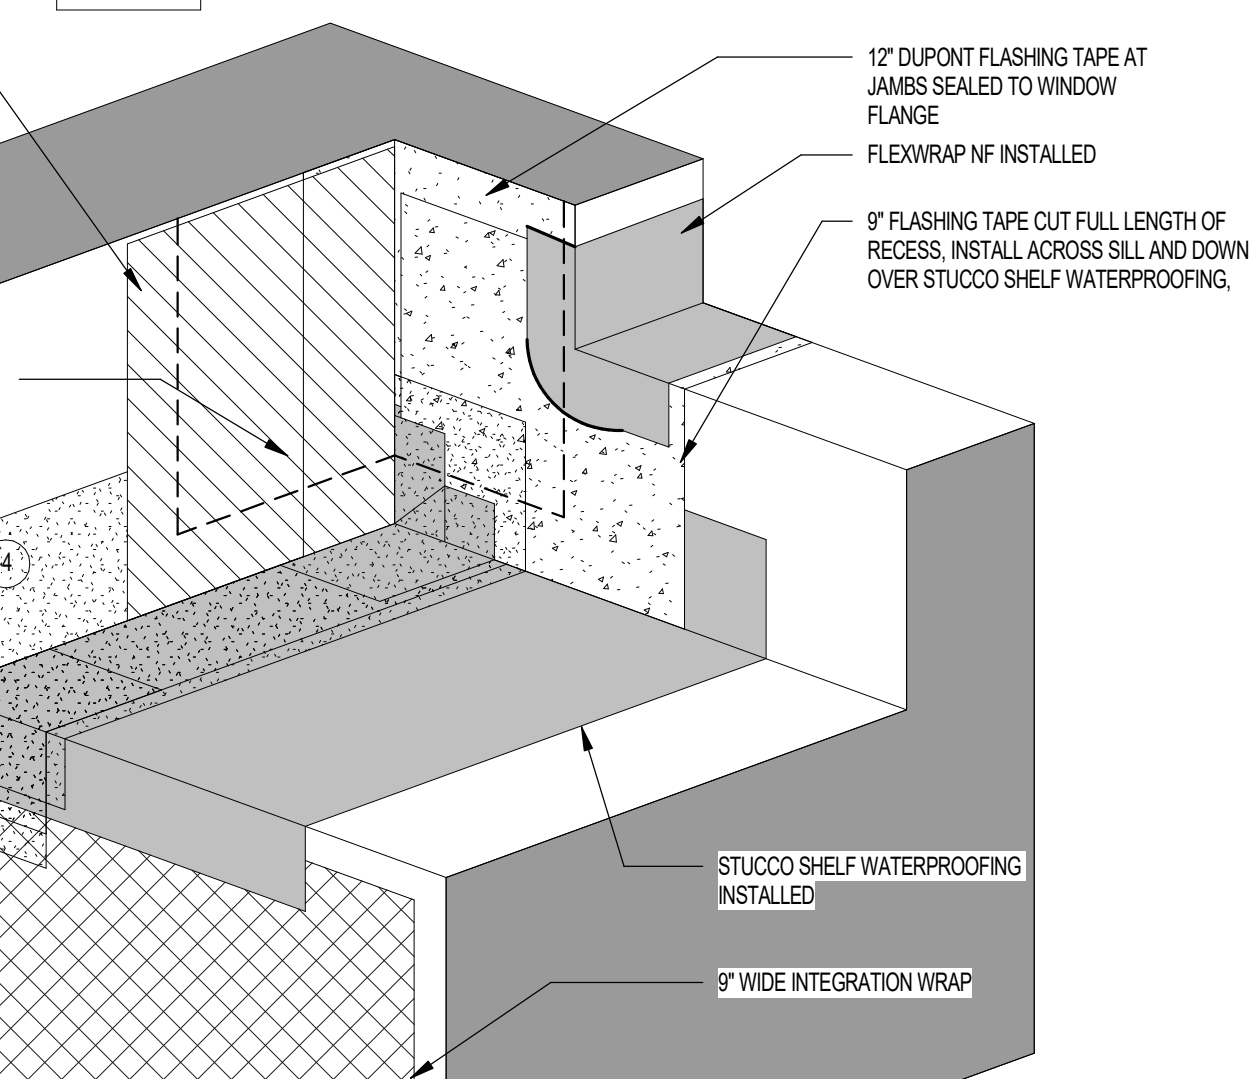 12" DUPONT FLASHING TAPE AT
JAMBS SEALED TO WINDOW
FLANGE
FLEXWRAP NF INSTALLED
9" FLASHING TAPE CUT FULL LENGTH OF
RECESS, INSTALL ACROSS SILL AND DOWN
OVER STUCCO SHELF WATERPROOFING,
4
STUCCO SHELF WATERPROOFING
INSTALLED
9" WIDE INTEGRATION WRAP